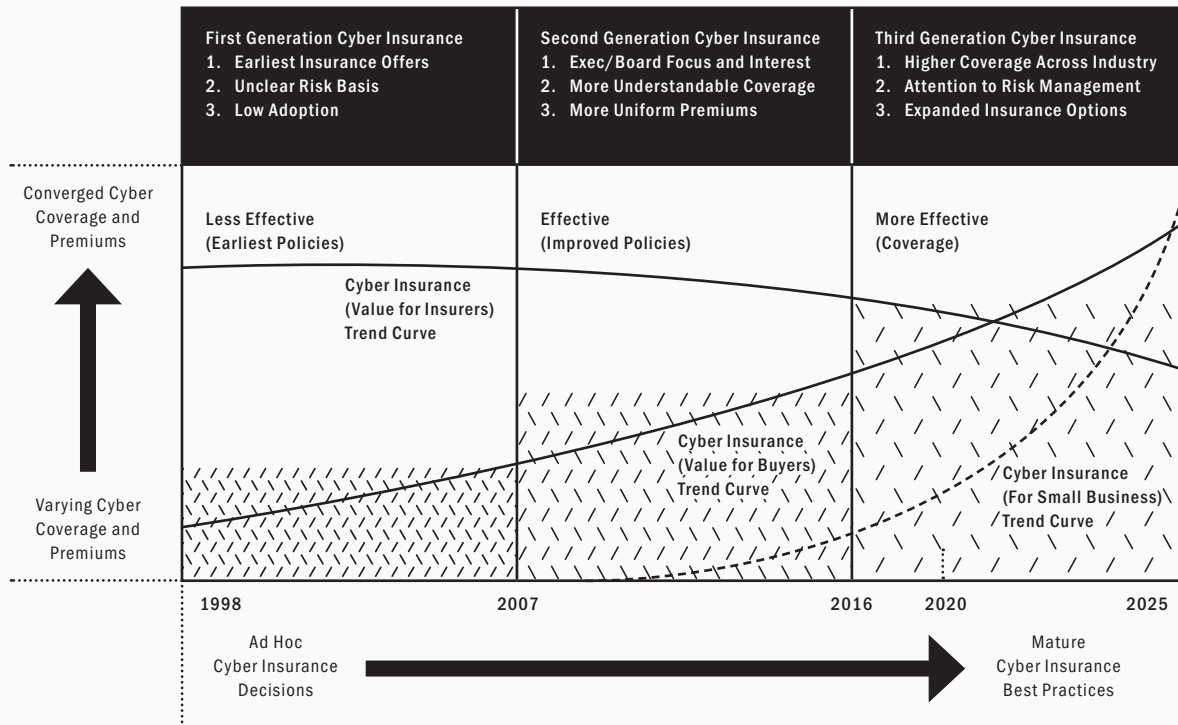 First Generation Cyber Insurance
1. Earliest Insurance Offers
2. Unclear Risk Basis
3. Low Adoption
Second Generation Cyber Insurance
1. Exec/Board Focus and Interest
2. More Understandable Coverage
3. More Uniform Premiums
Third Generation Cyber Insurance
1. Higher Coverage Across Industry
2. Attention to Risk Management
3. Expanded Insurance Options
Converged Cyber
Coverage and
Premiums
Varying Cyber
Coverage and
Premiums
Less Effective
(Earliest Policies)
Effective
(Improved Policies)
More Effective
(Coverage)
Cyber Insurance
(Value for Insurers)
Trend Curve
Cyber Insurance
(Value for Buyers)
Trend Curve
Cyber Insurance
(For Small Business)
Trend Curve
1998
2007
2016
2020
2025
Ad Hoc
Cyber Insurance
Decisions
Mature
Cyber Insurance
Best Practices